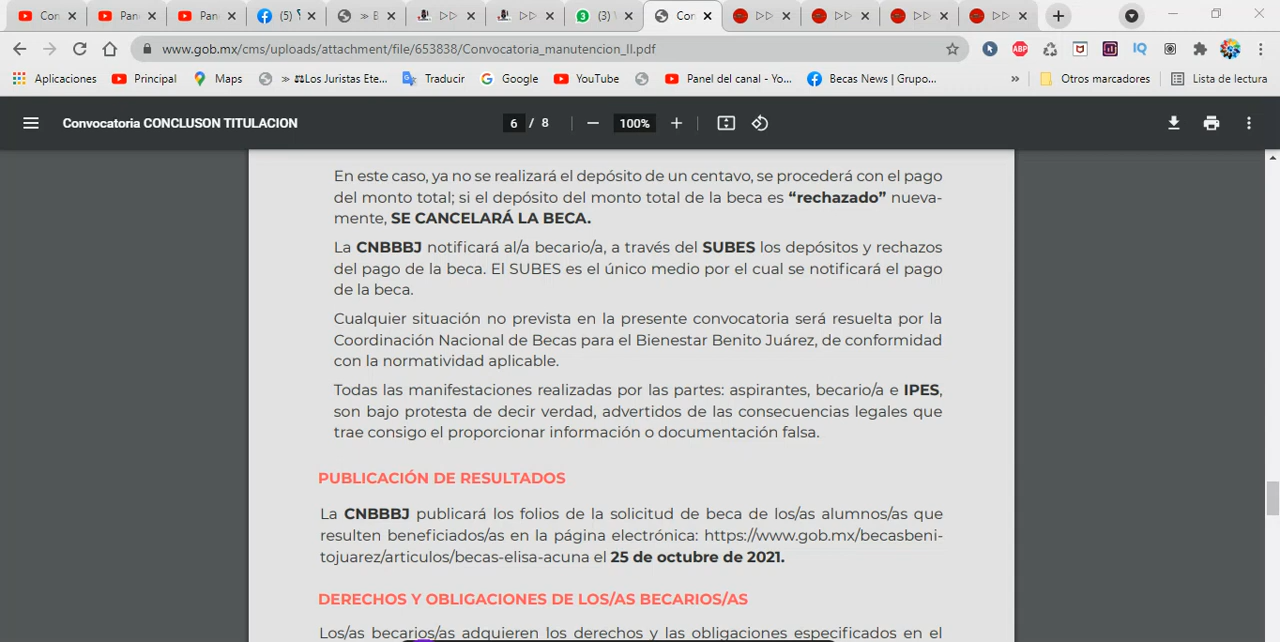 Cor
Pan
Pan
(5)
» E
▷▷
▷▷
(3)
Cor
▷▷
▷▷
▷▷
▷▷
www.gob.mx/cms/uploads/attachment/file/653838/Convocatoria_manutencion_II.pdf
ABP
IQ
Aplicaciones
Principal
Maps
» ⚖Los Juristas Ete...
Traducir
Google
YouTube
Panel del canal - Yo...
Becas News | Grupo...
»
Otros marcadores
Lista de lectura
Convocatoria CONCLUSON TITULACION
6 / 8
100%
En este caso, ya no se realizará el depósito de un centavo, se procederá con el pago
del monto total; si el depósito del monto total de la beca es “rechazado” nueva-
mente, SE CANCELARÁ LA BECA.
La CNBBBJ notificará al/a becario/a, a través del SUBES los depósitos y rechazos
del pago de la beca. El SUBES es el único medio por el cual se notificará el pago
de la beca.
Cualquier situación no prevista en la presente convocatoria será resuelta por la
Coordinación Nacional de Becas para el Bienestar Benito Juárez, de conformidad
con la normatividad aplicable.
Todas las manifestaciones realizadas por las partes: aspirantes, becario/a e IPES,
son bajo protesta de decir verdad, advertidos de las consecuencias legales que
trae consigo el proporcionar información o documentación falsa.
PUBLICACIÓN DE RESULTADOS
La CNBBBJ publicará los folios de la solicitud de beca de los/as alumnos/as que
resulten beneficiados/as en la página electrónica: https://www.gob.mx/becasbeni-
tojuarez/articulos/becas-elisa-acuna el 25 de octubre de 2021.
DERECHOS Y OBLIGACIONES DE LOS/AS BECARIOS/AS
Los/as becarios/as adquieren los derechos y las obligaciones especificados en el